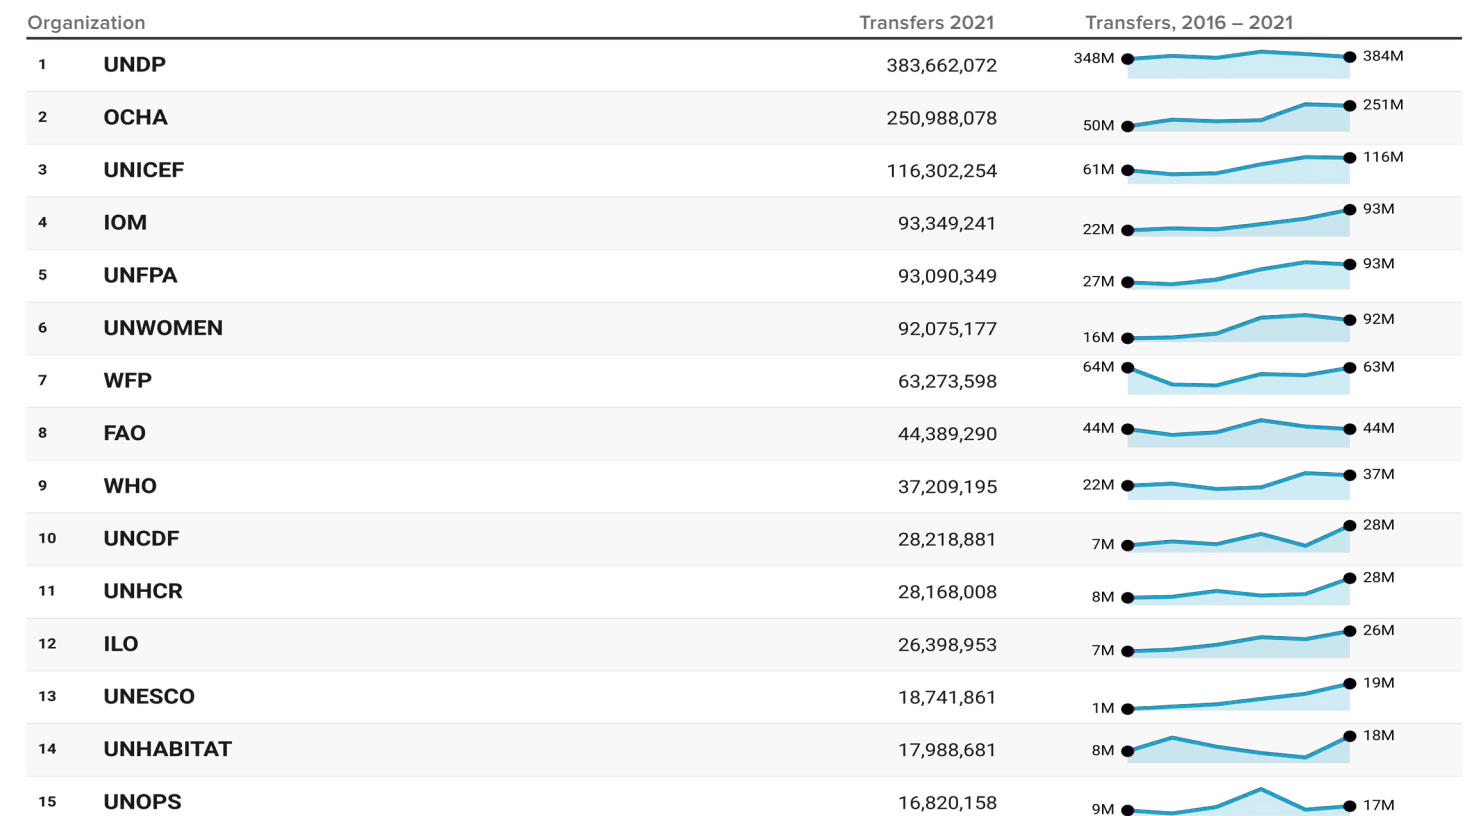 Organization Transfers 2021 Transfers, 2016 – 2021
1 UNDP 383,662,072 348M 384M
2 OCHA 250,988,078 50M 251M
3 UNICEF 116,302,254 61M 116M
4 IOM 93,349,241 22M 93M
5 UNFPA 93,090,349 27M 93M
6 UNWOMEN 92,075,177 16M 92M
7 WFP 63,273,598 64M 63M
8 FAO 44,389,290 44M 44M
9 WHO 37,209,195 22M 37M
10 UNCDF 28,218,881 7M 28M
11 UNHCR 28,168,008 8M 28M
12 ILO 26,398,953 7M 26M
13 UNESCO 18,741,861 1M 19M
14 UNHABITAT 17,988,681 8M 18M
15 UNOPS 16,820,158 9M 17M